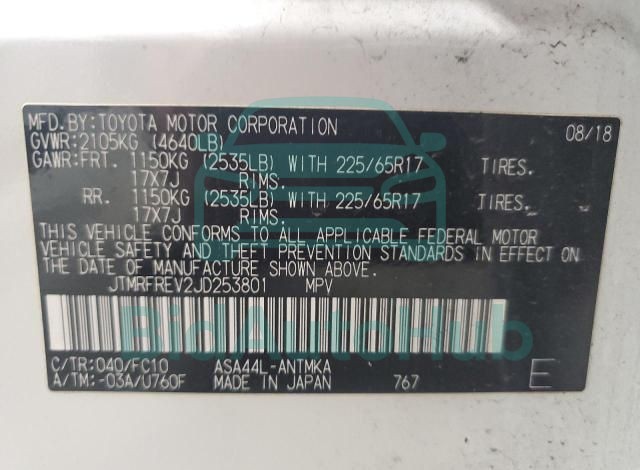 MFD.BY:TOYOTA MOTOR CORPORATION 08/18
GVWR:2105KG (4640LB)
GAWR:FRT. 1150KG (2535LB) WITH 225/65R17 TIRES.
17X7J RIMS.
RR. 1150KG (2535LB) WITH 225/65R17 TIRES.
17X7J RIMS.
THIS VEHICLE CONFORMS TO ALL APPLICABLE FEDERAL MOTOR
VEHICLE SAFETY AND THEFT PREVENTION STANDARDS IN EFFECT ON
THE DATE OF MANUFACTURE SHOWN ABOVE.
JTMRFREV2JD253801 MPV
BidAutoHub
C/TR:040/FC10 ASA44L-ANTMKA
A/TM:-03A/U760F MADE IN JAPAN 767 E